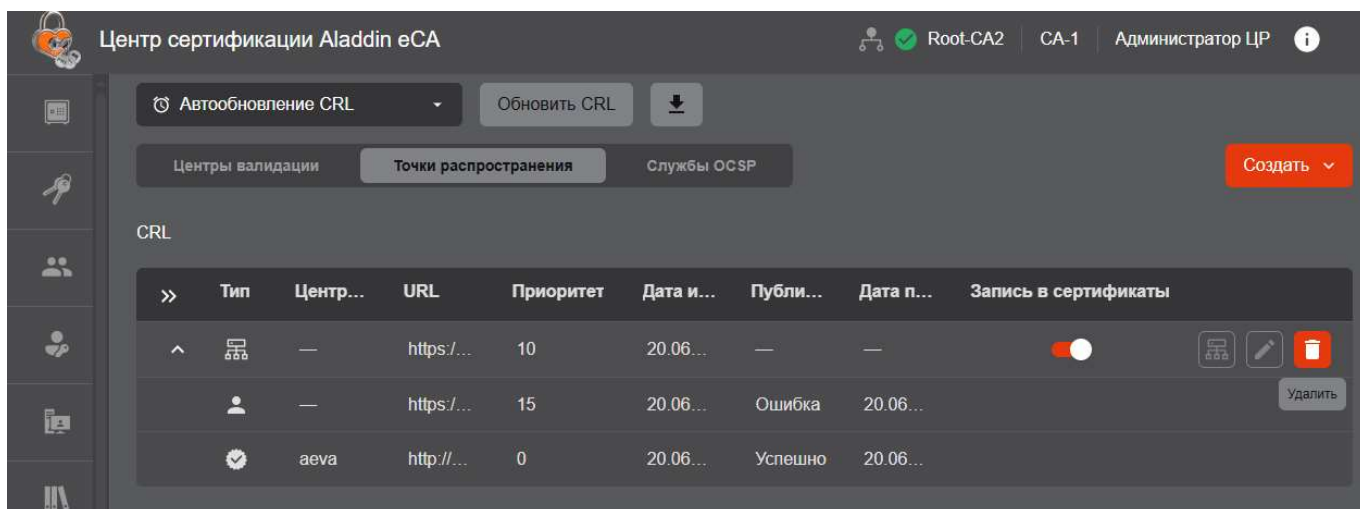 Центр сертификации Aladdin eCA
Root-CA2 CA-1 Администратор ЦР i
Автообновление CRL Обновить CRL
Центры валидации Точки распространения Службы OCSP Создать
CRL
Тип Центр... URL Приоритет Дата и... Публи... Дата п... Запись в сертификаты
— https:/... 10 20.06... — —
— https:/... 15 20.06... Ошибка 20.06...
Удалить
aeva http://... 0 20.06... Успешно 20.06...